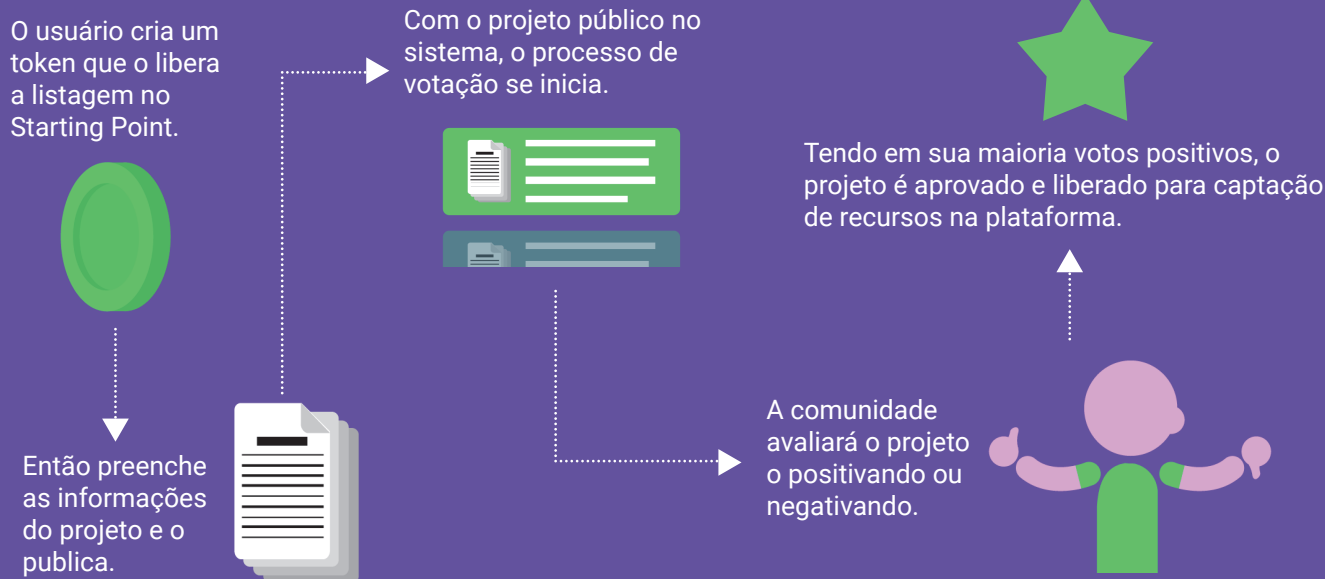 O usuário cria um
token que o libera
a listagem no
Starting Point.
Então preenche
as informações
do projeto e o
publica.
Com o projeto público no
sistema, o processo de
votação se inicia.
A comunidade
avaliará o projeto
o positivando ou
negativando.
Tendo em sua maioria votos positivos, o
projeto é aprovado e liberado para captação
de recursos na plataforma.